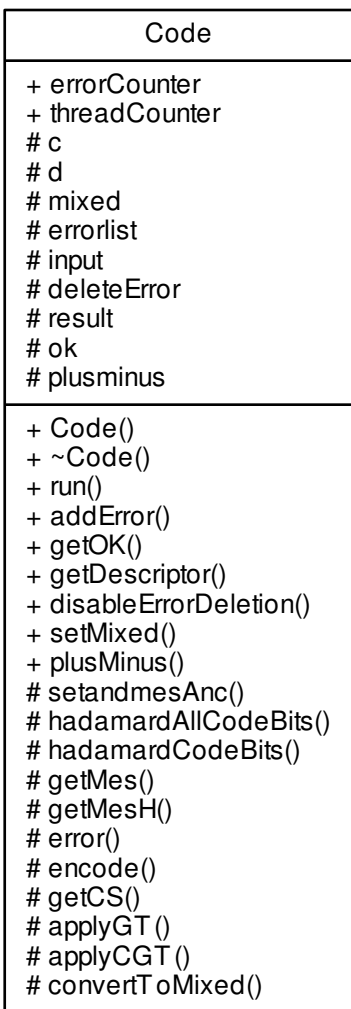 Code
+ errorCounter
+ threadCounter
# c
# d
# mixed
# errorlist
# input
# deleteError
# result
# ok
# plusminus
+ Code()
+ ~Code()
+ run()
+ addError()
+ getOK()
+ getDescriptor()
+ disableErrorDeletion()
+ setMixed()
+ plusMinus()
# setandmesAnc()
# hadamardAllCodeBits()
# hadamardCodeBits()
# getMes()
# getMesH()
# error()
# encode()
# getCS()
# applyGT()
# applyCGT()
# convertToMixed()